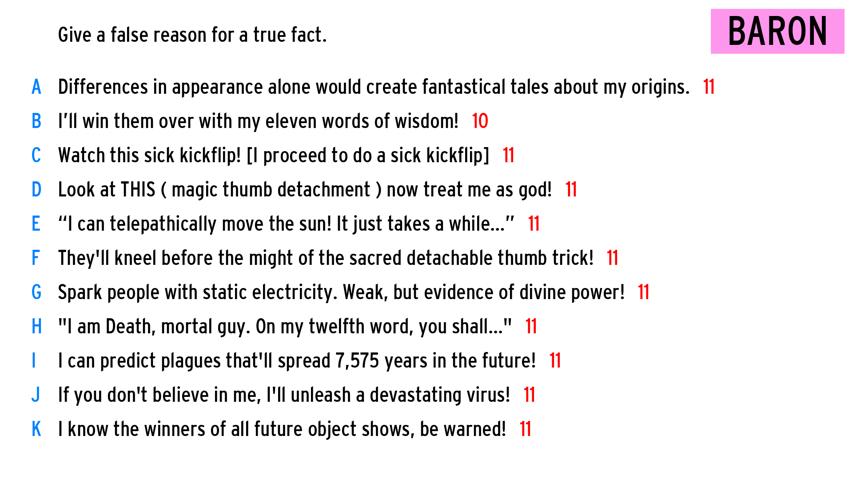 Give a false reason for a true fact.
BARON
A Differences in appearance alone would create fantastical tales about my origins. 11
B I’ll win them over with my eleven words of wisdom! 10
C Watch this sick kickflip! [I proceed to do a sick kickflip] 11
D Look at THIS ( magic thumb detachment ) now treat me as god! 11
E “I can telepathically move the sun! It just takes a while...” 11
F They'll kneel before the might of the sacred detachable thumb trick! 11
G Spark people with static electricity. Weak, but evidence of divine power! 11
H "I am Death, mortal guy. On my twelfth word, you shall..." 11
I I can predict plagues that'll spread 7,575 years in the future! 11
J If you don't believe in me, I'll unleash a devastating virus! 11
K I know the winners of all future object shows, be warned! 11